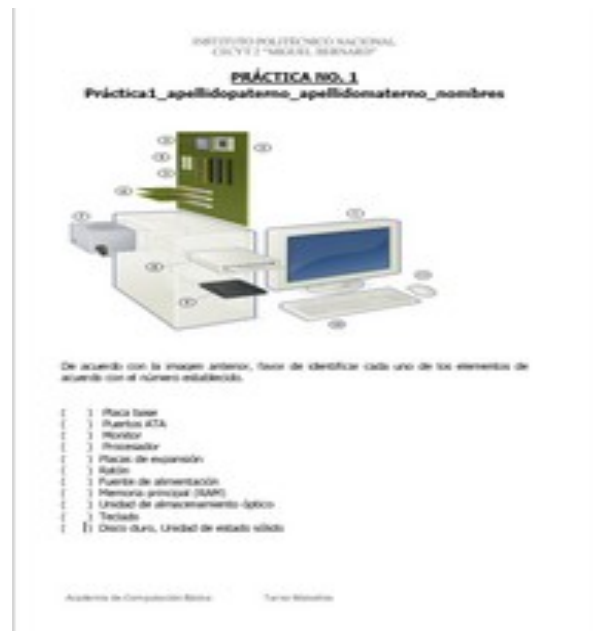 INSTITUTO POLITÉCNICO NACIONAL
CECYT 2 "MIGUEL BERNARD"
PRÁCTICA NO. 1
Práctica1_apellidopaterno_apellidomaterno_nombres
De acuerdo con la imagen anterior, favor de identificar cada uno de los elementos de
acuerdo con el número establecido.
( ) Placa base
( ) Puertos ATA
( ) Monitor
( ) Procesador
( ) Placas de expansión
( ) Ratón
( ) Fuente de alimentación
( ) Memoria principal (RAM)
( ) Unidad de almacenamiento óptico
( ) Teclado
( ) Disco duro, Unidad de estado sólido
Academia de Computación Básica Turno Matutino